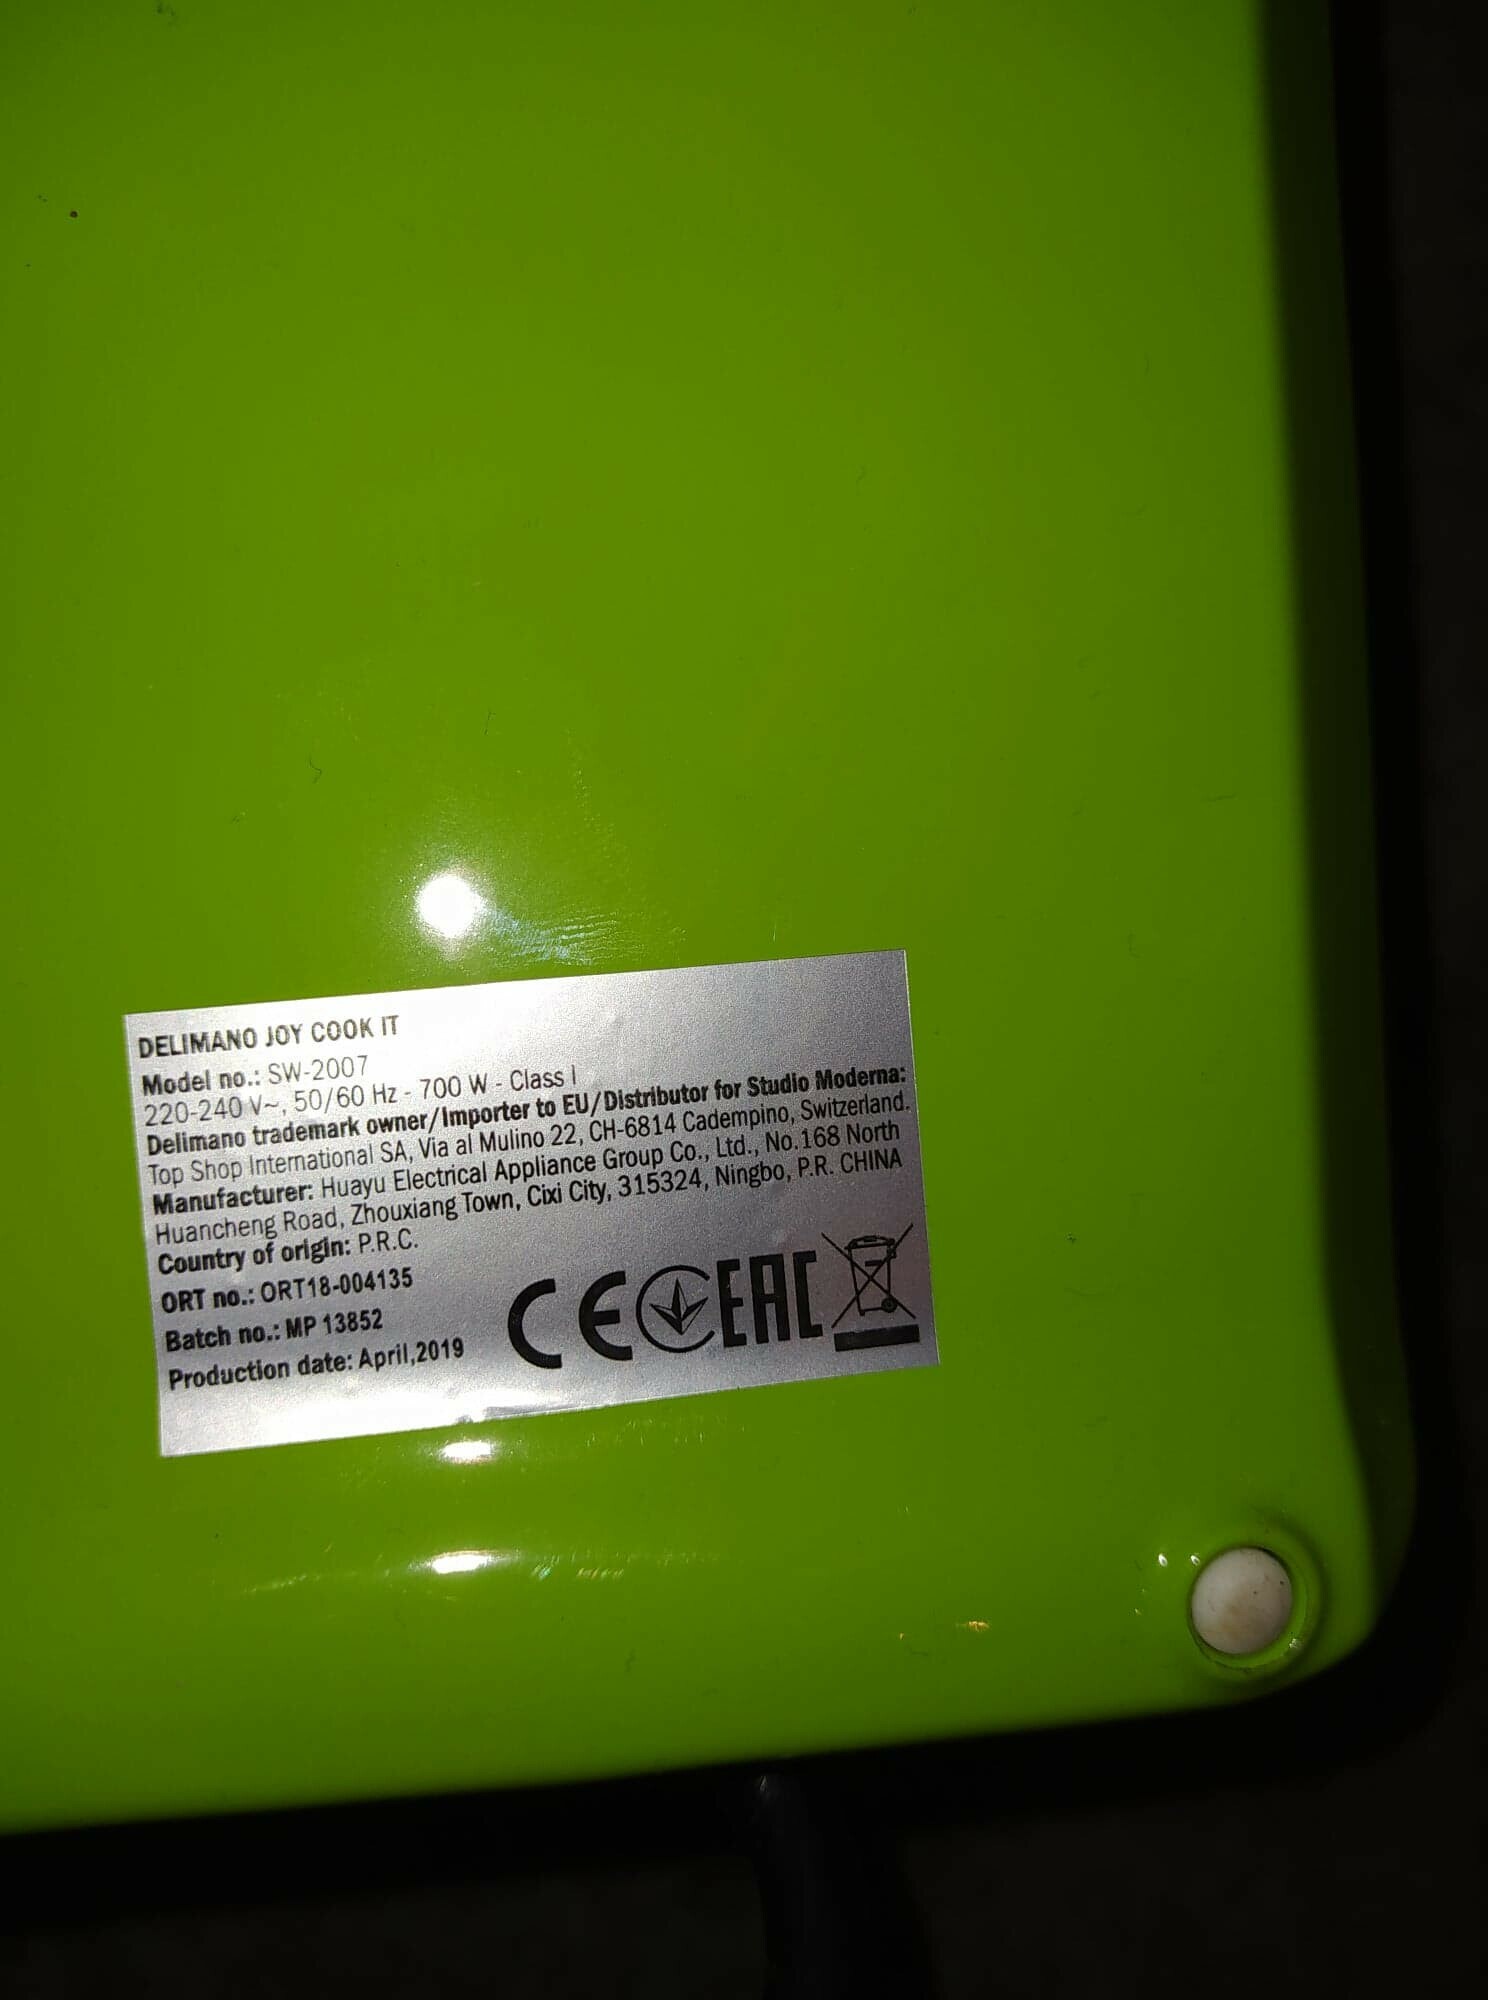 DELIMANO JOY COOK IT
Model no.: SW-2007
220-240 V~, 50/60 Hz - 700 W - Class I
Delimano trademark owner/Importer to EU/Distributor for Studio Moderna:
Top Shop International SA, Via al Mulino 22, CH-6814 Cadempino, Switzerland.
Manufacturer: Huayu Electrical Appliance Group Co., Ltd., No.168 North
Huancheng Road, Zhouxiang Town, Cixi City, 315324, Ningbo, P.R. CHINA
Country of origin: P.R.C.
ORT no.: ORT18-004135
Batch no.: MP 13852
Production date: April,2019
CE EAC